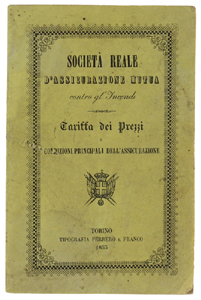 SOCIETÀ REALE
D'ASSICURAZIONE MUTUA
contro gl' Incendi
Tariffa dei Prezzi
E
CONDIZIONI PRINCIPALI DELL'ASSICURAZIONE
TORINO
TIPOGRAFIA FERRERO E FRANCO